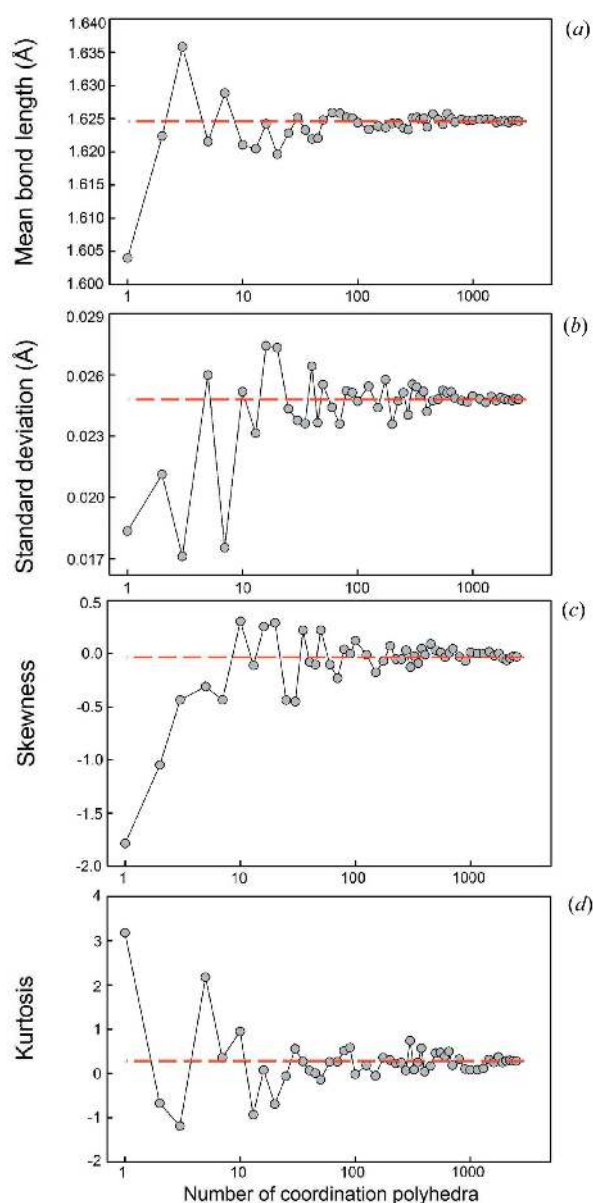 (a)
Mean bond length (Å)
1.640
1.635
1.630
1.625
1.620
1.615
1.610
1.605
1.600
1 10 100 1000
(b)
Standard deviation (Å)
0.029
0.026
0.023
0.020
0.017
1 10 100 1000
(c)
Skewness
0.5
0.0
-0.5
-1.0
-1.5
-2.0
1 10 100 1000
(d)
Kurtosis
4
3
2
1
0
-1
-2
1 10 100 1000
Number of coordination polyhedra